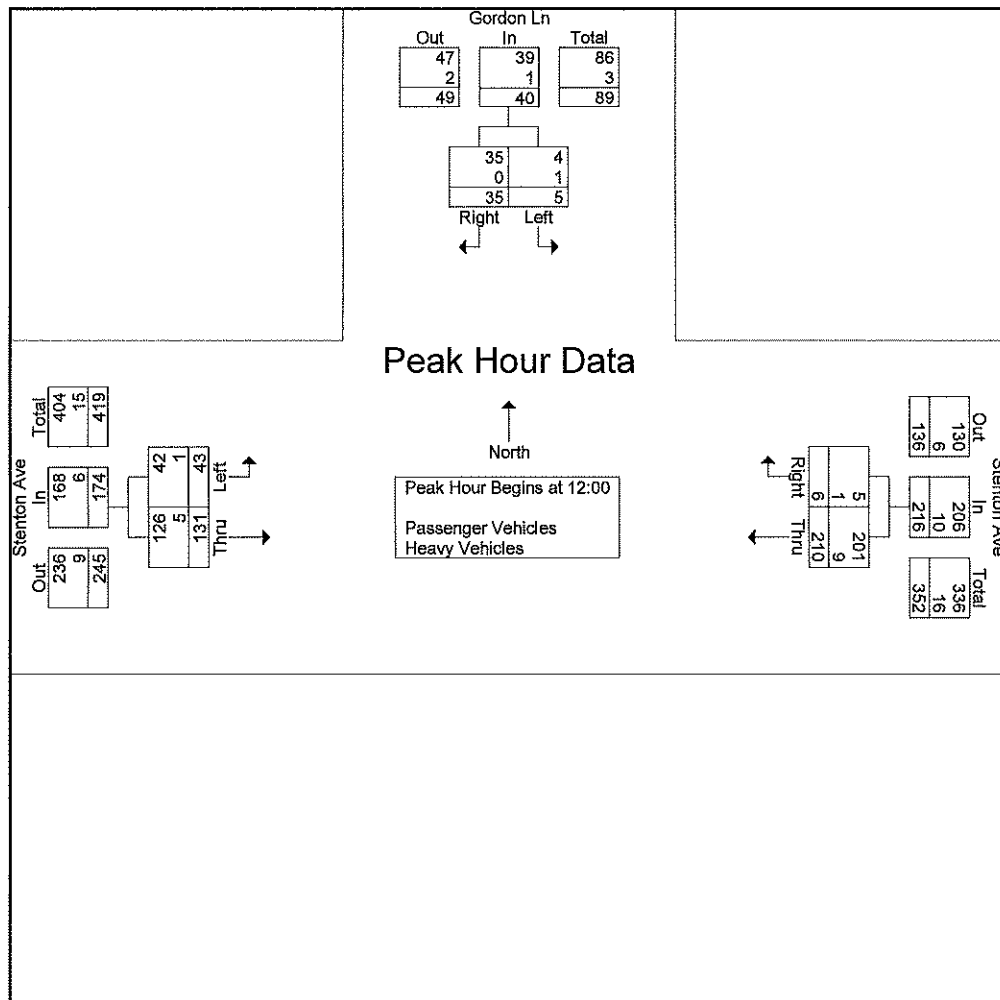 Gordon Ln
Out In Total
47 39 86
2 1 3
49 40 89
35 4
0 1
35 5
Right Left
Peak Hour Data
North
Peak Hour Begins at 12:00
Passenger Vehicles
Heavy Vehicles
Stenton Ave
Out In Total
236 168 404
9 6 15
245 174 419
Thru Left
126 42
5 1
131 43
Stenton Ave
Out In Total
130 206 336
6 10 16
136 216 352
Right Thru
5 201
1 9
6 210